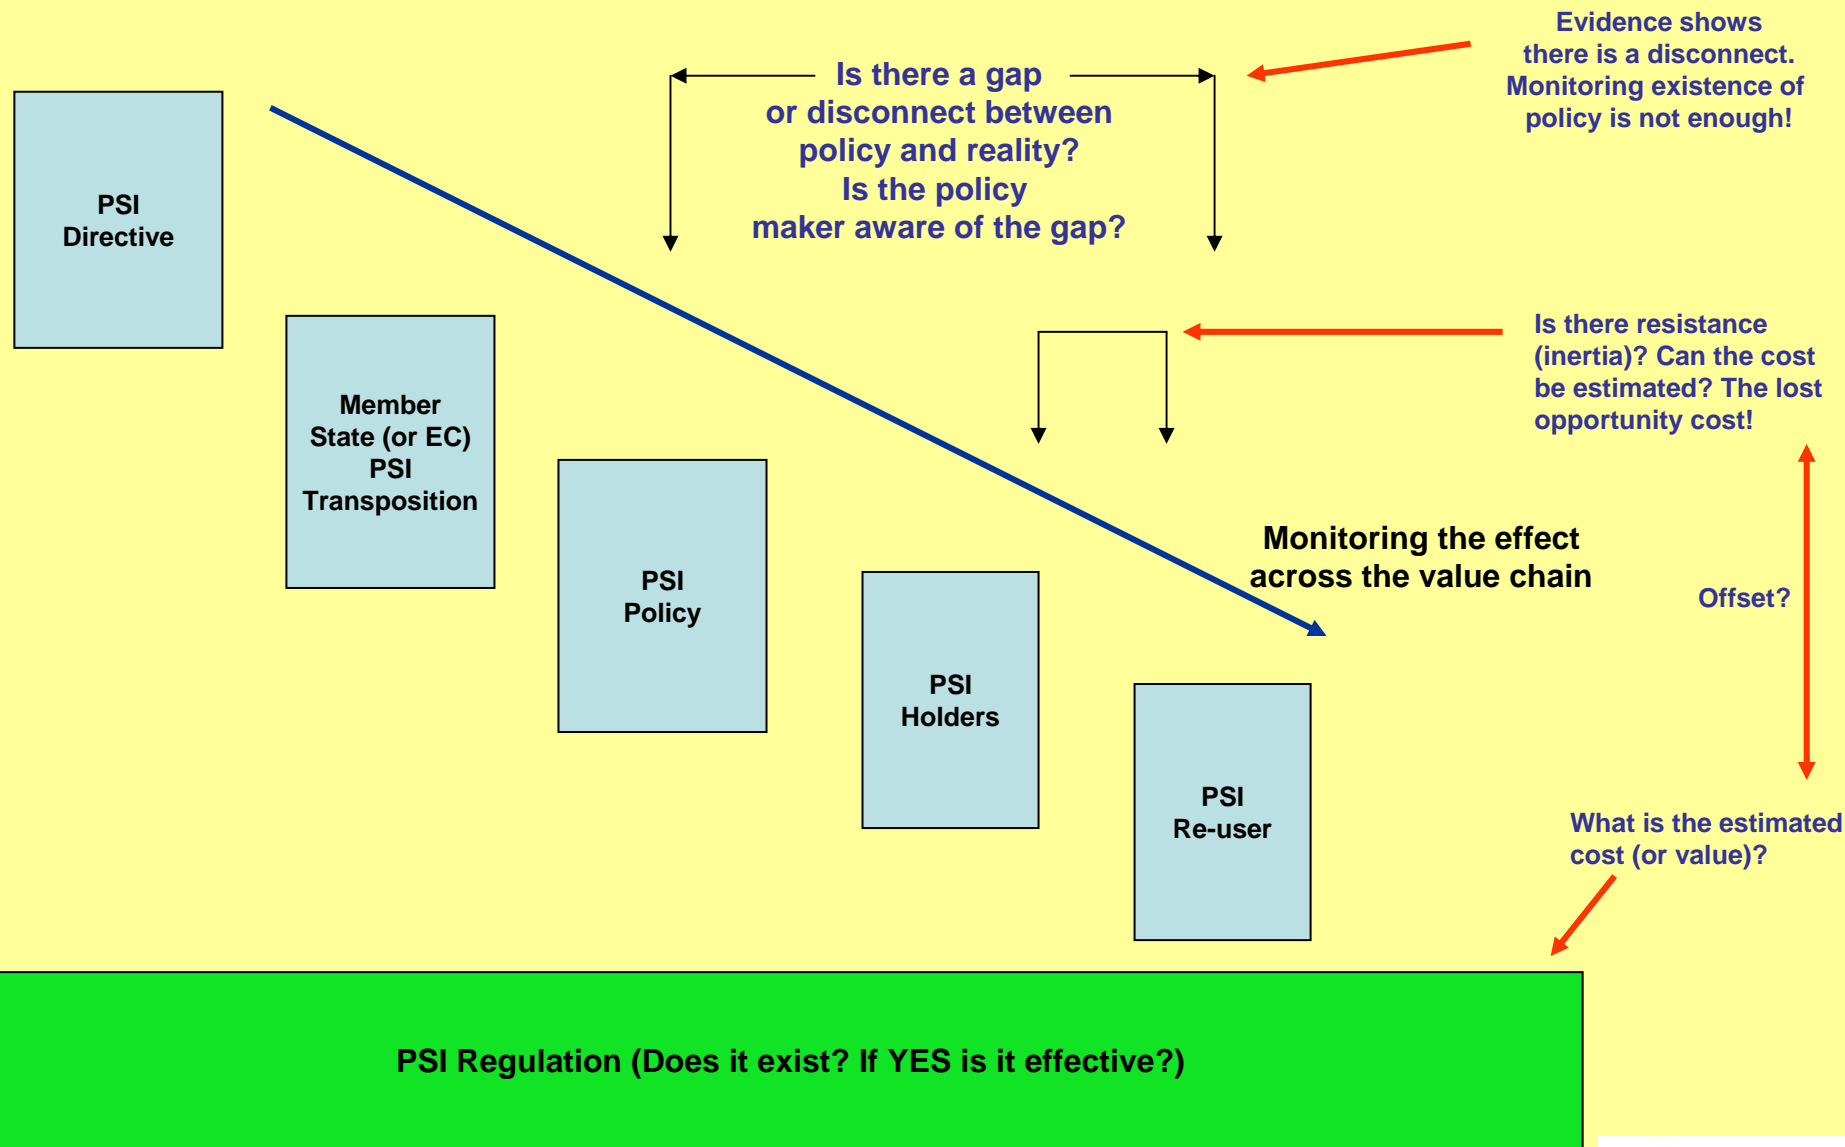 Evidence shows
there is a disconnect.
Monitoring existence of
policy is not enough!
Is there a gap
or disconnect between
policy and reality?
Is the policy
maker aware of the gap?
PSI
Directive
Is there resistance
(inertia)? Can the cost
be estimated? The lost
opportunity cost!
Member
State (or EC)
PSI
Transposition
Monitoring the effect
across the value chain
PSI
Policy
Offset?
PSI
Holders
PSI
Re-user
What is the estimated
cost (or value)?
PSI Regulation (Does it exist? If YES is it effective?)